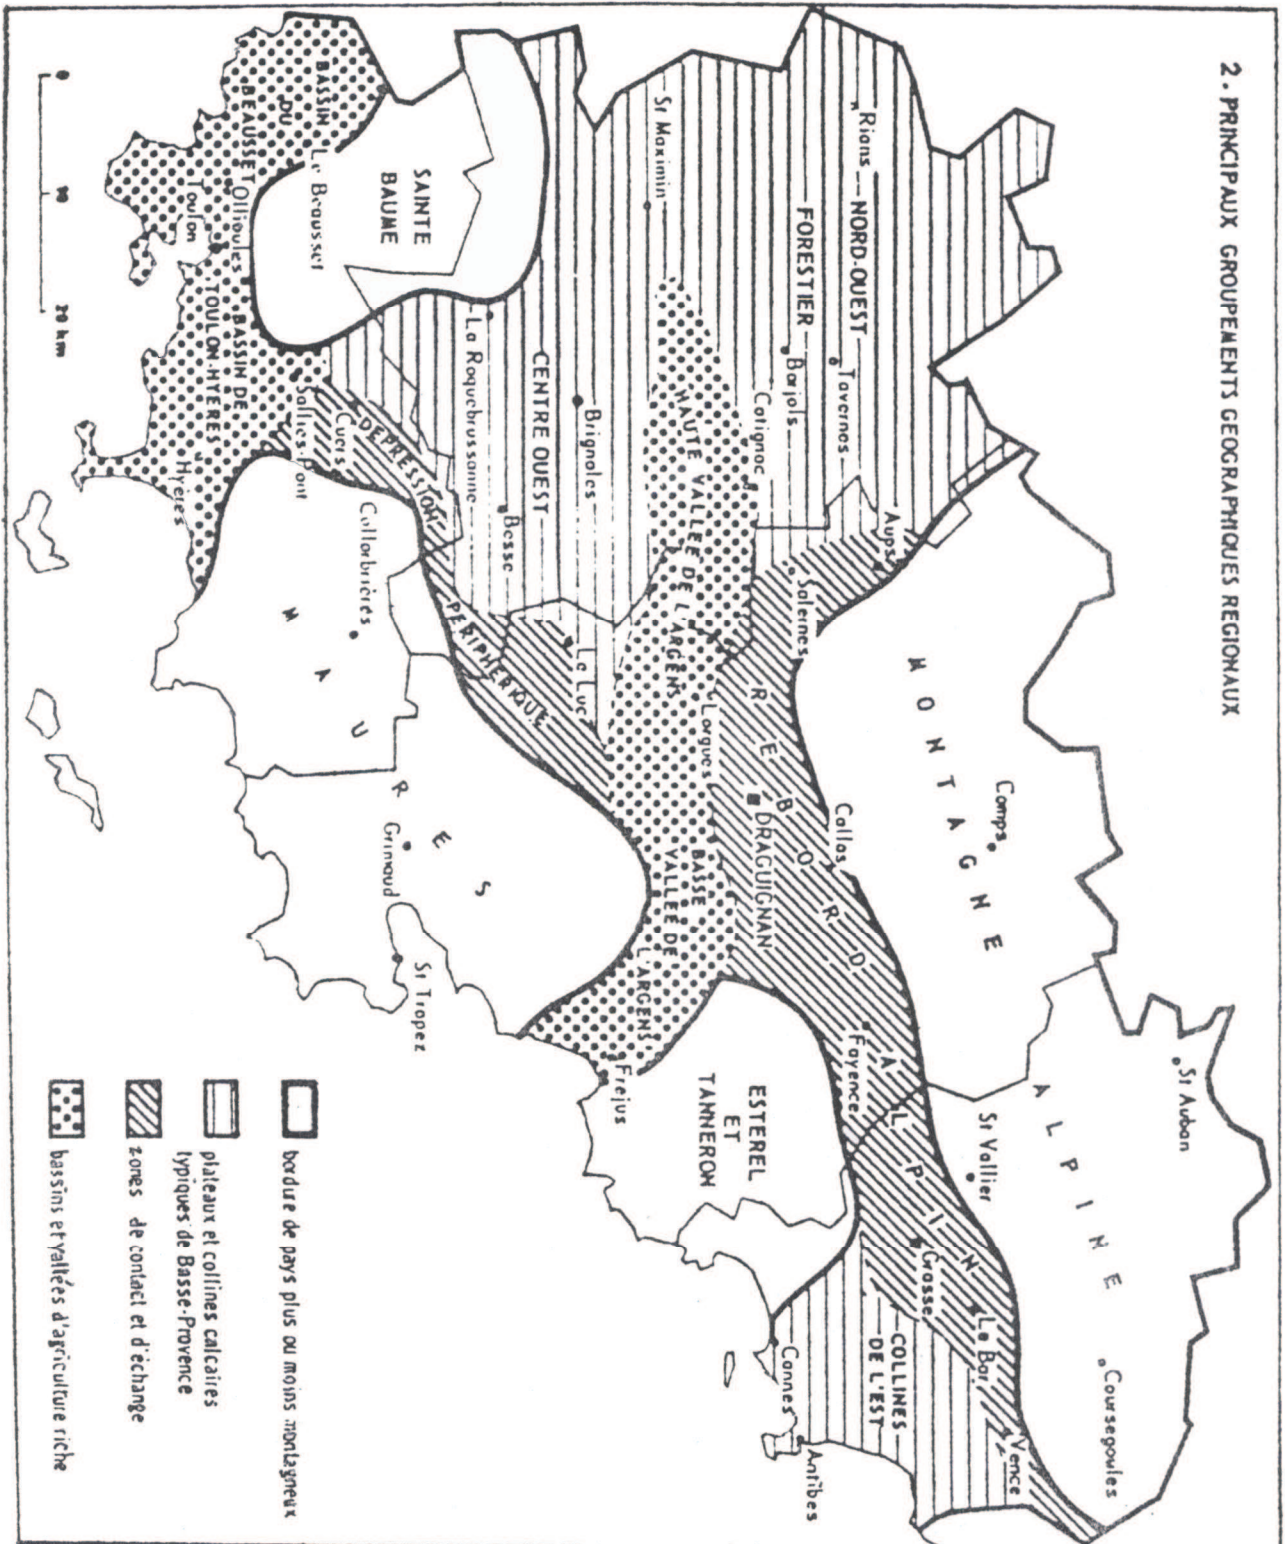 2. PRINCIPAUX GROUPEMENTS GEOGRAPHIQUES REGIONAUX
St Auban
Coursegoules
MONTAGNE ALPINE
Comps
St Vallier
Vence
Le Bar
Rians
NORD-OUEST
FORESTIER
Tavernes
Barjols
Aups
Salernes
Cotignac
REBORD ALPIN
Callas
Fayence
Grasse
COLLINES
DE L'EST
Antibes
Cannes
St Maximin
HAUTE VALLEE DE L'ARGENS
Lorgues
DRAGUIGNAN
BASSE
VALLEE DE
L'ARGENS
ESTEREL
ET
TANNERON
Frejus
Brignoles
CENTRE OUEST
La Roquebrussanne
Besse
Le Luc
DEPRESSION PERIPHERIQUE
SAINTE
BAUME
Le Beausset
BASSIN
DU
BEAUSSET
Ollioules
Toulon
BASSIN DE
TOULON-HYERES
Cuers
Solliès-Pont
Hyères
Collorbrières
MAURES
Grimaud
St Tropez
0 10 20 km
bordure de pays plus ou moins montagneux
plateaux et collines calcaires
typiques de Basse-Provence
zones de contact et d'échange
bassins et vallées d'agriculture riche